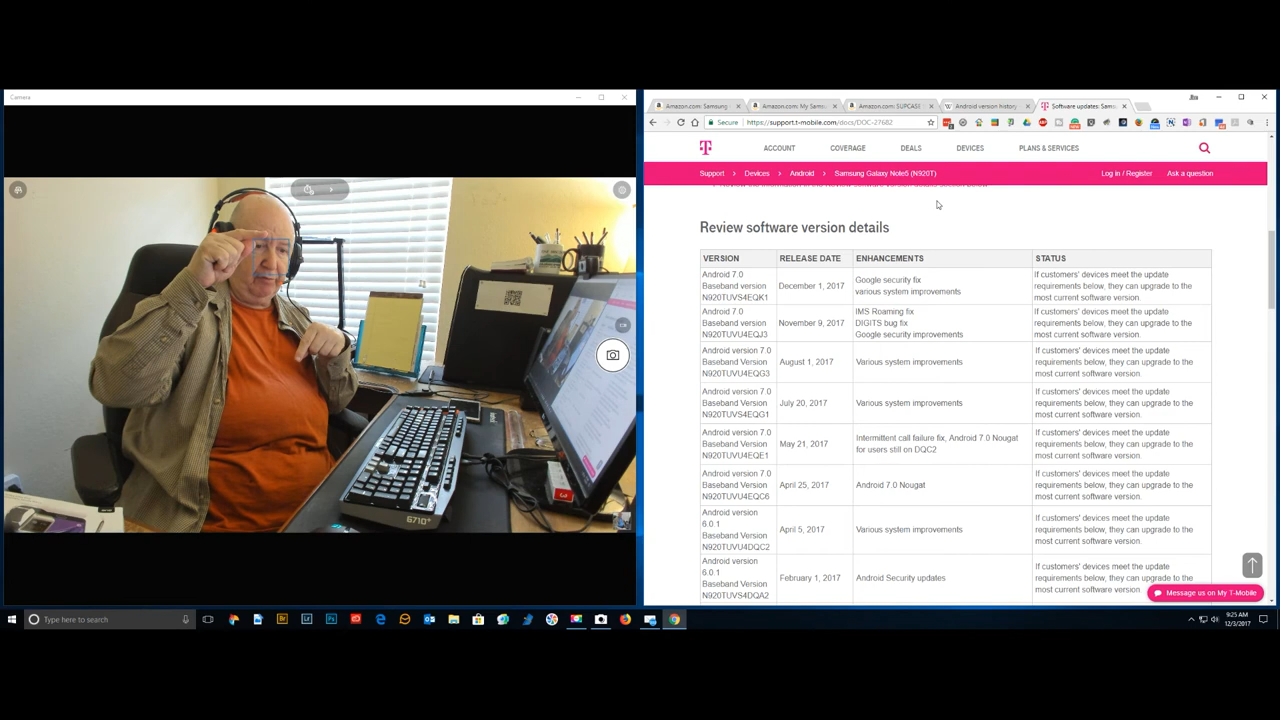 Camera
6710+
3
Jim
Amazon.com: Samsung
Amazon.com: My Samsu
Amazon.com: SUPCASE
Android version history
Software updates: Sams
Secure
https://support.t-mobile.com/docs/DOC-27682
ACCOUNT
COVERAGE
DEALS
DEVICES
PLANS & SERVICES
Support
Devices
Android
Samsung Galaxy Note5 (N920T)
Log in / Register
Ask a question
Review software version details
VERSION RELEASE DATE ENHANCEMENTS STATUS
Android 7.0
Baseband version
N920TUVS4EQK1
December 1, 2017
Google security fix
various system improvements
If customers' devices meet the update
requirements below, they can upgrade to the
most current software version.
Android 7.0
Baseband version
N920TUVU4EQJ3
November 9, 2017
IMS Roaming fix
DIGITS bug fix
Google security improvements
If customers' devices meet the update
requirements below, they can upgrade to the
most current software version.
Android version 7.0
Baseband Version
N920TUVU4EQG3
August 1, 2017
Various system improvements
If customers' devices meet the update
requirements below, they can upgrade to the
most current software version.
Android version 7.0
Baseband Version
N920TUVS4EQG1
July 20, 2017
Various system improvements
If customers' devices meet the update
requirements below, they can upgrade to the
most current software version.
Android version 7.0
Baseband Version
N920TUVU4EQE1
May 21, 2017
Intermittent call failure fix, Android 7.0 Nougat
for users still on DQC2
If customers' devices meet the update
requirements below, they can upgrade to the
most current software version.
Android version 7.0
Baseband Version
N920TUVU4EQC6
April 25, 2017
Android 7.0 Nougat
If customers' devices meet the update
requirements below, they can upgrade to the
most current software version.
Android version
6.0.1
Baseband Version
N920TUVU4DQC2
April 5, 2017
Various system improvements
If customers' devices meet the update
requirements below, they can upgrade to the
most current software version.
Android version
6.0.1
Baseband Version
N920TUVS4DQA2
February 1, 2017
Android Security updates
If customers' devices meet the update
requirements below, they can upgrade to the
most current software version
Message us on My T-Mobile
Type here to search
9:25 AM
12/3/2017